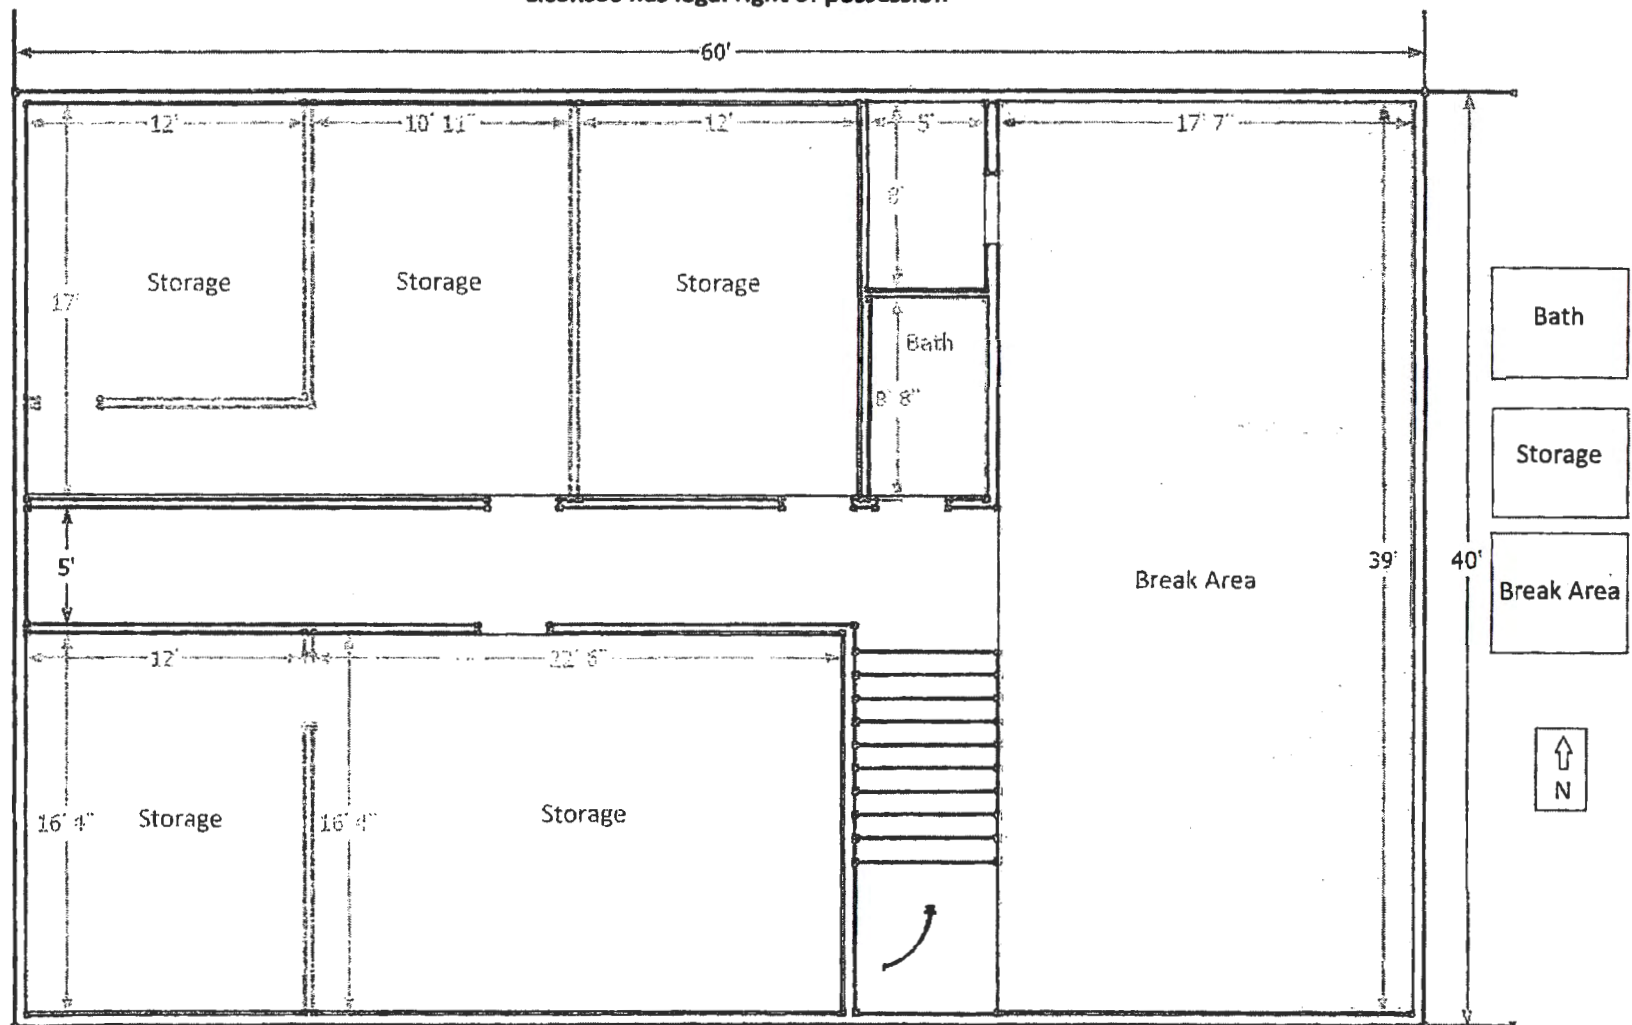 60'
12'
10' 11"
12'
5'
17' 7"
8'
Storage
Storage
Storage
17'
Bath
8' 8"
5'
Break Area
39'
40'
12'
22' 6"
16' 4"
Storage
16' 4"
Storage
Bath
Storage
Break Area
N